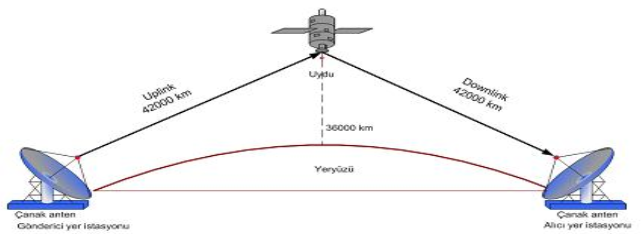 Uydu
Uplink
42000 km
Downlink
42000 km
36000 km
Yeryüzü
Çanak anten
Gönderici yer istasyonu
Çanak anten
Alıcı yer istasyonu